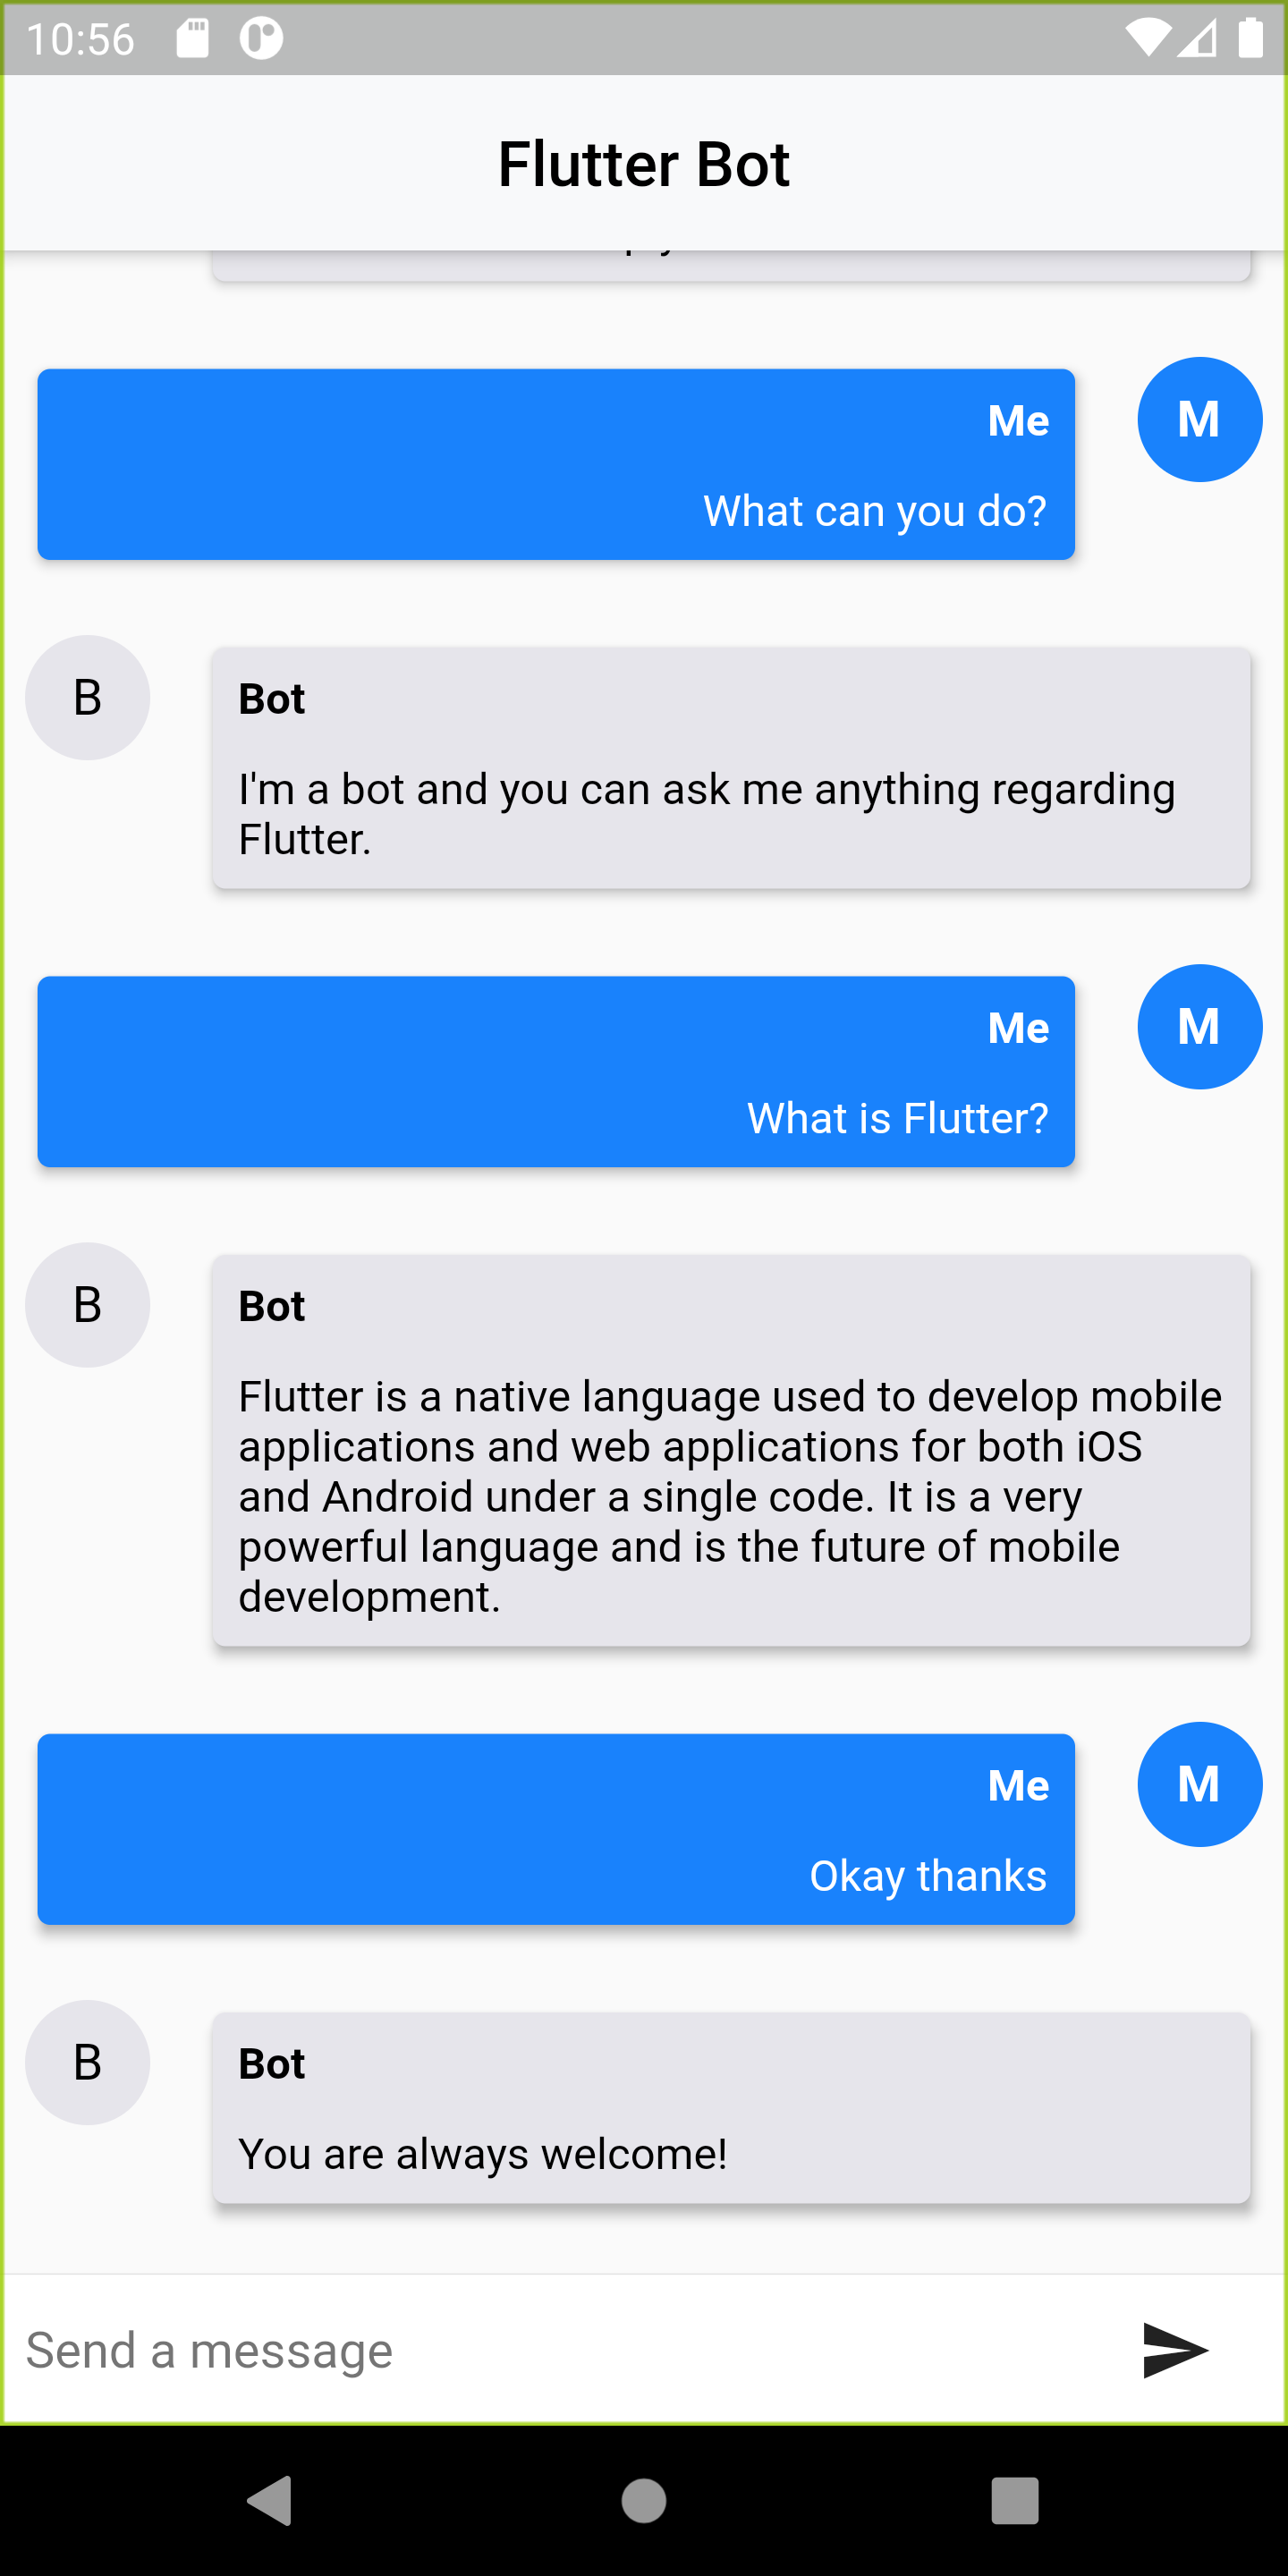 10:56
Flutter Bot
Me
M
What can you do?
B
Bot
I'm a bot and you can ask me anything regarding
Flutter.
Me
M
What is Flutter?
B
Bot
Flutter is a native language used to develop mobile
applications and web applications for both iOS
and Android under a single code. It is a very
powerful language and is the future of mobile
development.
Me
M
Okay thanks
B
Bot
You are always welcome!
Send a message